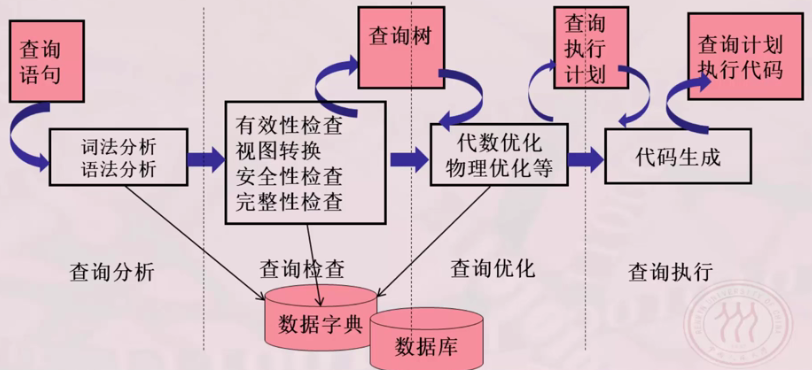 查询
语句
查询树
查询
执行
计划
查询计划
执行代码
词法分析
语法分析
有效性检查
视图转换
安全性检查
完整性检查
代数优化
物理优化等
代码生成
查询分析
查询检查
查询优化
查询执行
数据字典
数据库